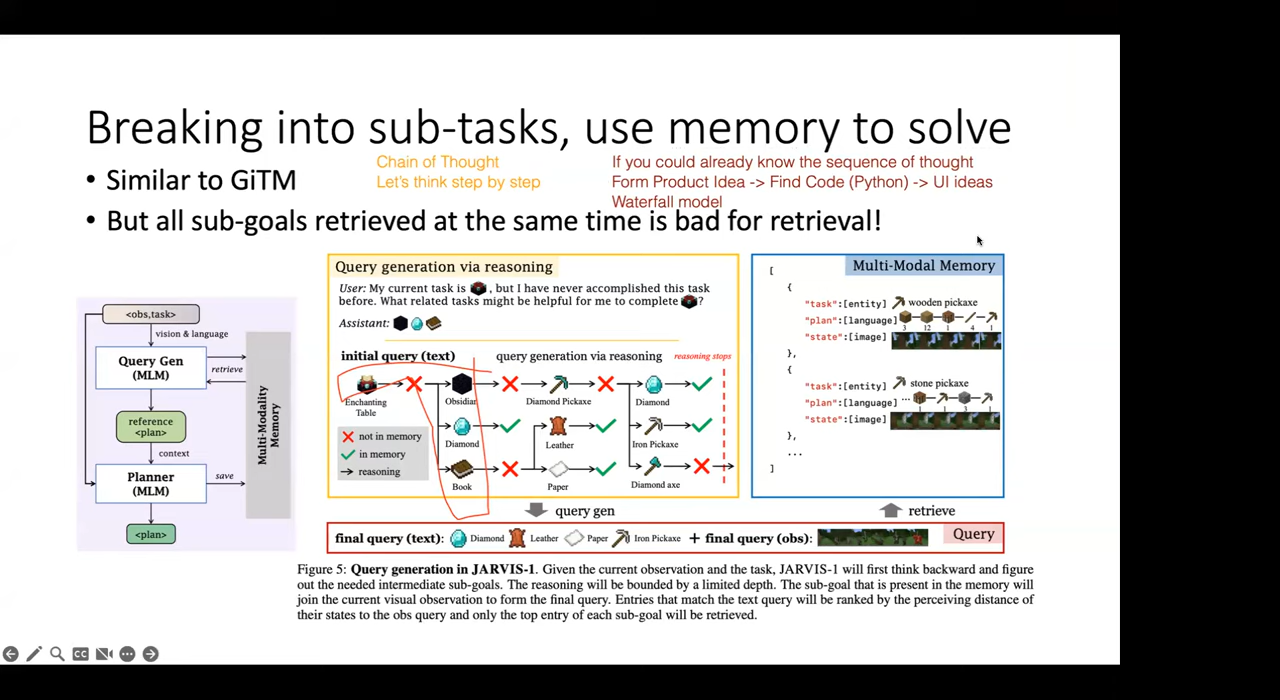 Breaking into sub-tasks, use memory to solve
Chain of Thought
Let's think step by step
If you could already know the sequence of thought
Form Product Idea -> Find Code (Python) -> UI ideas
Waterfall model
• Similar to GiTM
• But all sub-goals retrieved at the same time is bad for retrieval!
<obs,task>
vision & language
Query Gen
(MLM)
retrieve
reference
<plan>
context
Planner
(MLM)
save
<plan>
Multi-Modality
Memory
Query generation via reasoning
User: My current task is , but I have never accomplished this task
before. What related tasks might be helpful for me to complete ?
Assistant:
initial query (text)
query generation via reasoning
reasoning stops
Enchanting
Table
Obsidian
Diamond Pickaxe
Diamond
Diamond
Leather
Iron Pickaxe
Book
Paper
Diamond axe
not in memory
in memory
reasoning
Multi-Modal Memory
[
{
"task":[entity] wooden pickaxe
"plan":[language]
3 12 1 4 1
"state":[image]
},
{
"task":[entity] stone pickaxe
"plan":[language] ...
"state":[image]
},
...
]
query gen
retrieve
final query (text): Diamond Leather Paper Iron Pickaxe + final query (obs):
Query
Figure 5: Query generation in JARVIS-1. Given the current observation and the task, JARVIS-1 will first think backward and figure
out the needed intermediate sub-goals. The reasoning will be bounded by a limited depth. The sub-goal that is present in the memory will
join the current visual observation to form the final query. Entries that match the text query will be ranked by the perceiving distance of
their states to the obs query and only the top entry of each sub-goal will be retrieved.
CC